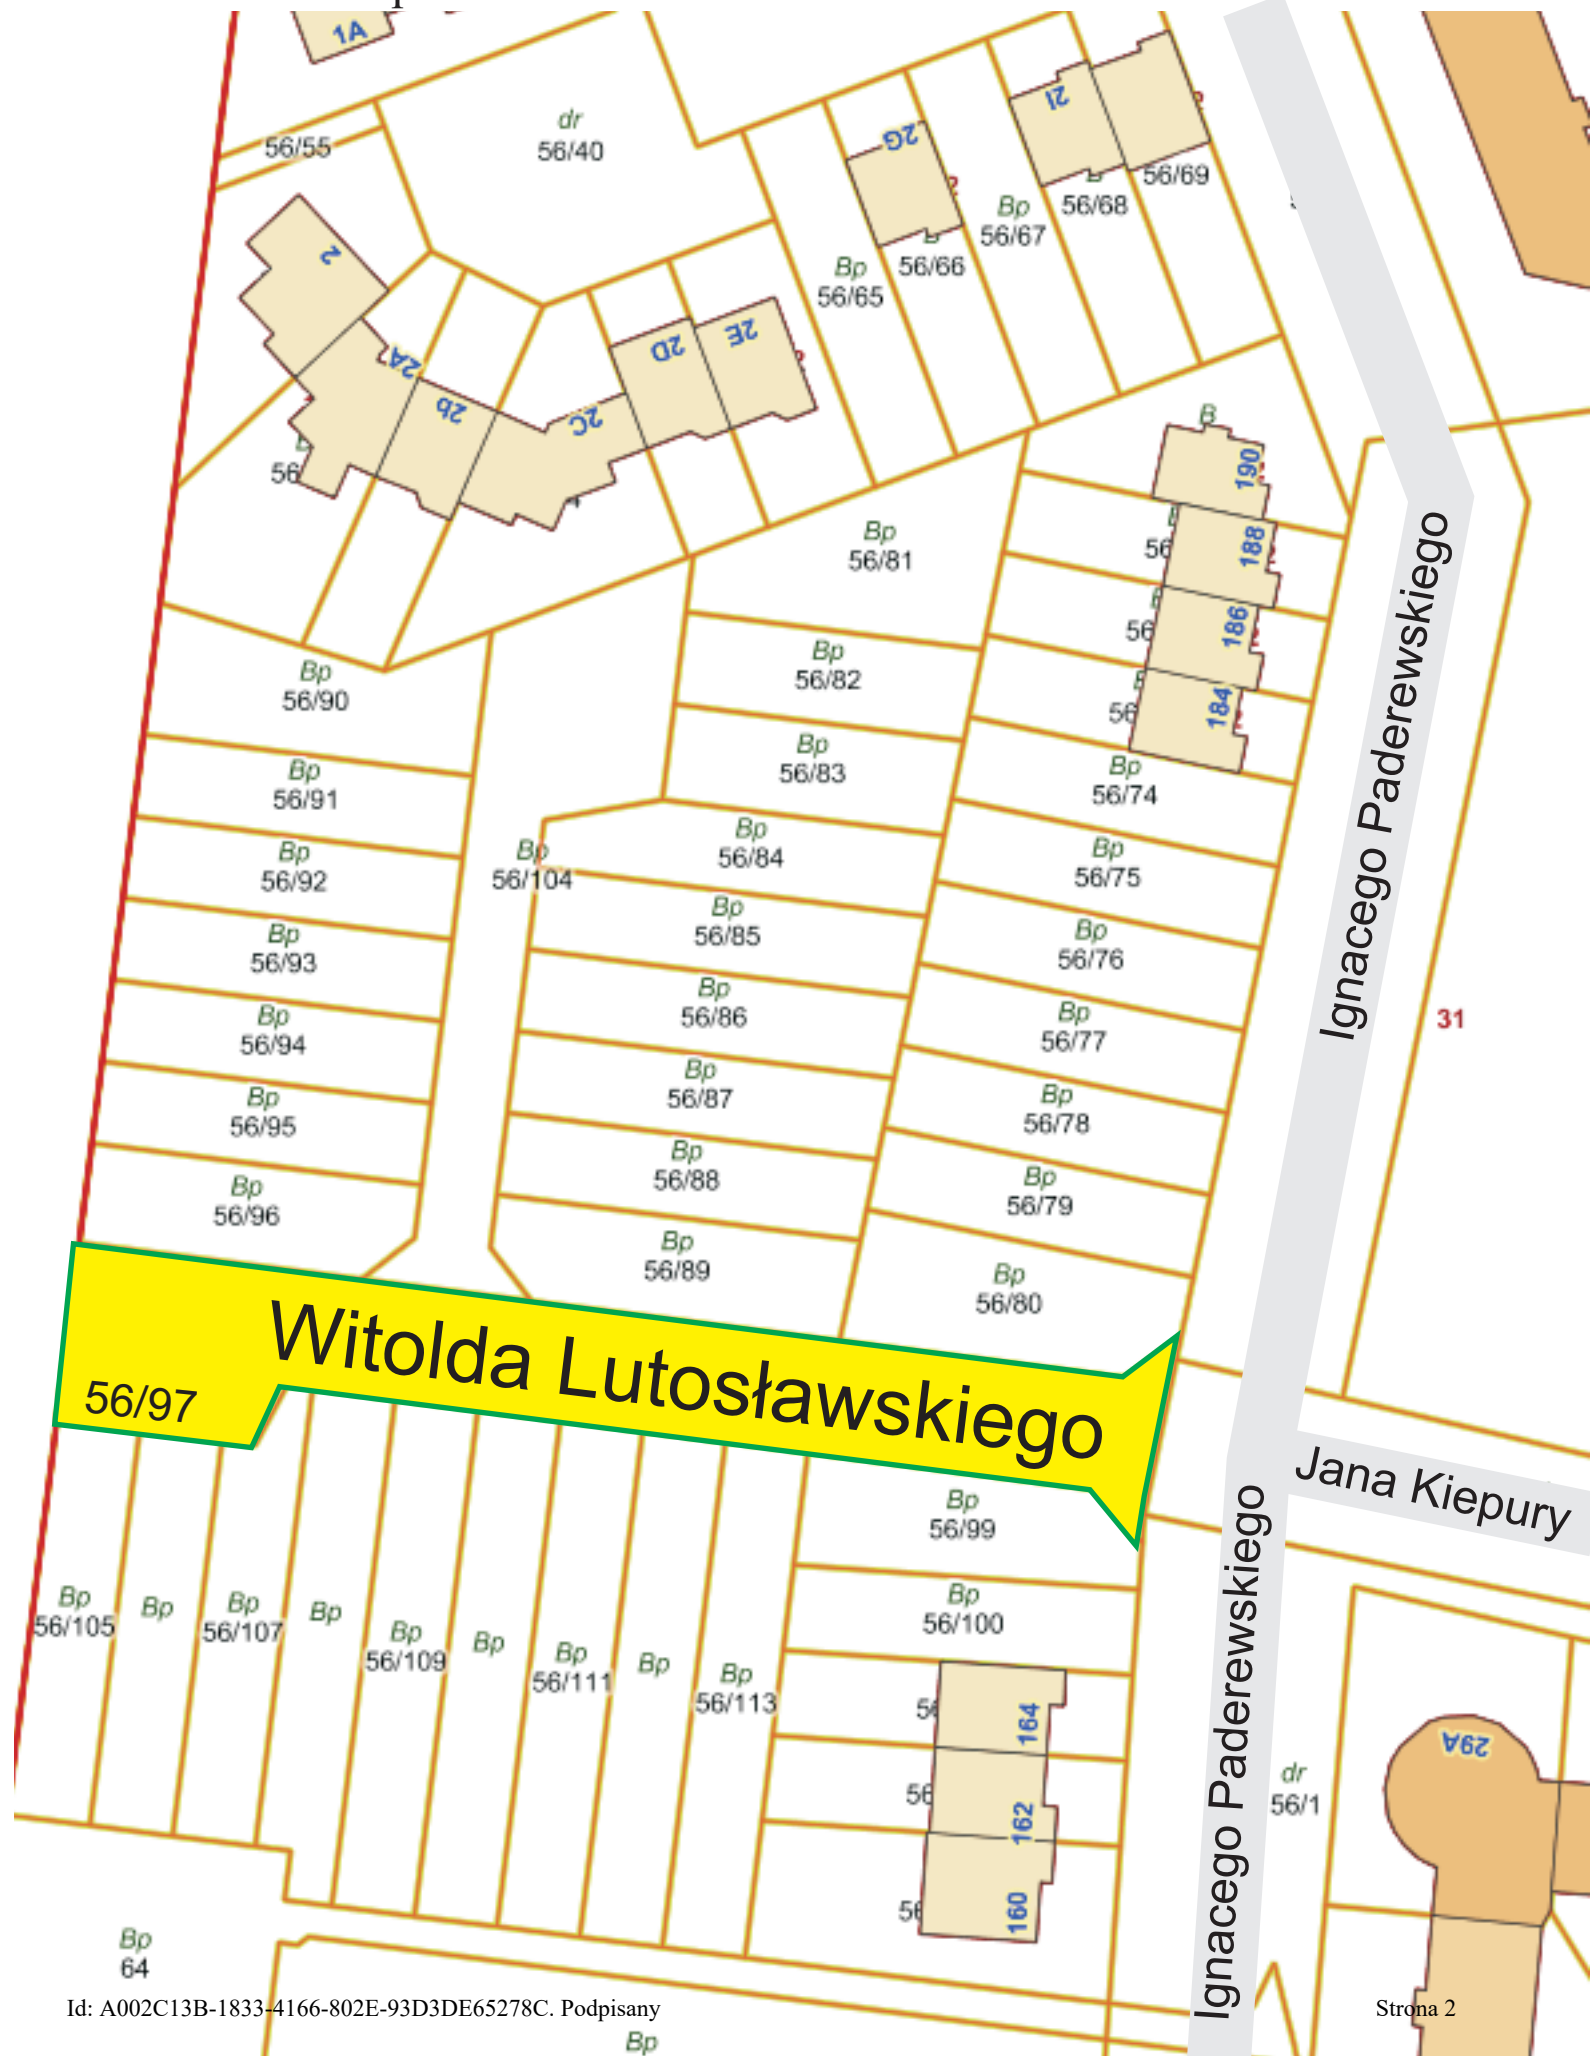 1A
dr
56/40
56/55
2I
2G
56/69
56/68
Bp
56/67
56/66
Bp
56/65
2
2A
2b
2C
2D
2E
B
190
188
186
184
Bp
56/81
Bp
56/82
Bp
56/83
Bp
56/84
Bp
56/85
Bp
56/86
Bp
56/87
Bp
56/88
Bp
56/89
Bp
56/90
Bp
56/91
Bp
56/92
Bp
56/93
Bp
56/94
Bp
56/95
Bp
56/96
Bp
56/104
Bp
56/74
Bp
56/75
Bp
56/76
Bp
56/77
Bp
56/78
Bp
56/79
Bp
56/80
Ignacego Paderewskiego
31
Witolda Lutosławskiego
56/97
Jana Kiepury
Ignacego Paderewskiego
Bp
56/99
Bp
56/100
Bp
56/105
Bp
Bp
56/107
Bp
Bp
56/109
Bp
Bp
56/111
Bp
Bp
56/113
164
162
160
29A
dr
56/1
Bp
64
Id: A002C13B-1833-4166-802E-93D3DE65278C. Podpisany
Strona 2
Bp